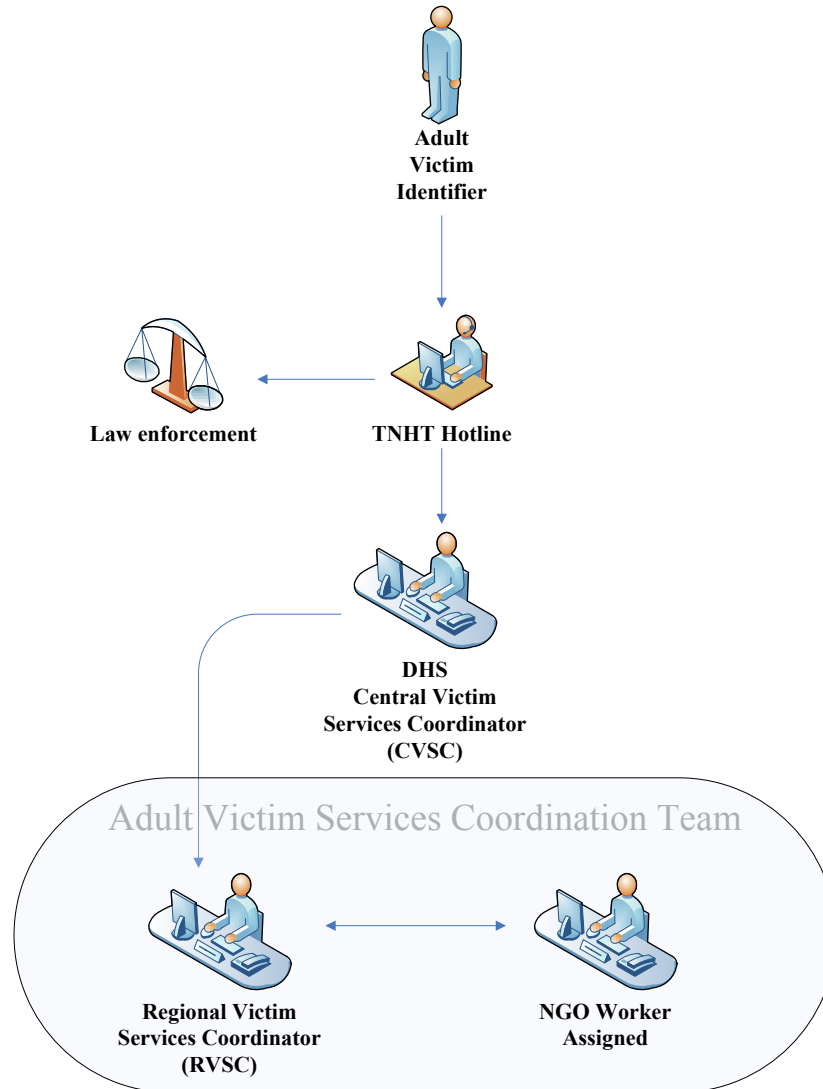 Adult
Victim
Identifier
Law enforcement
TNHT Hotline
DHS
Central Victim
Services Coordinator
(CVSC)
Adult Victim Services Coordination Team
Regional Victim
Services Coordinator
(RVSC)
NGO Worker
Assigned